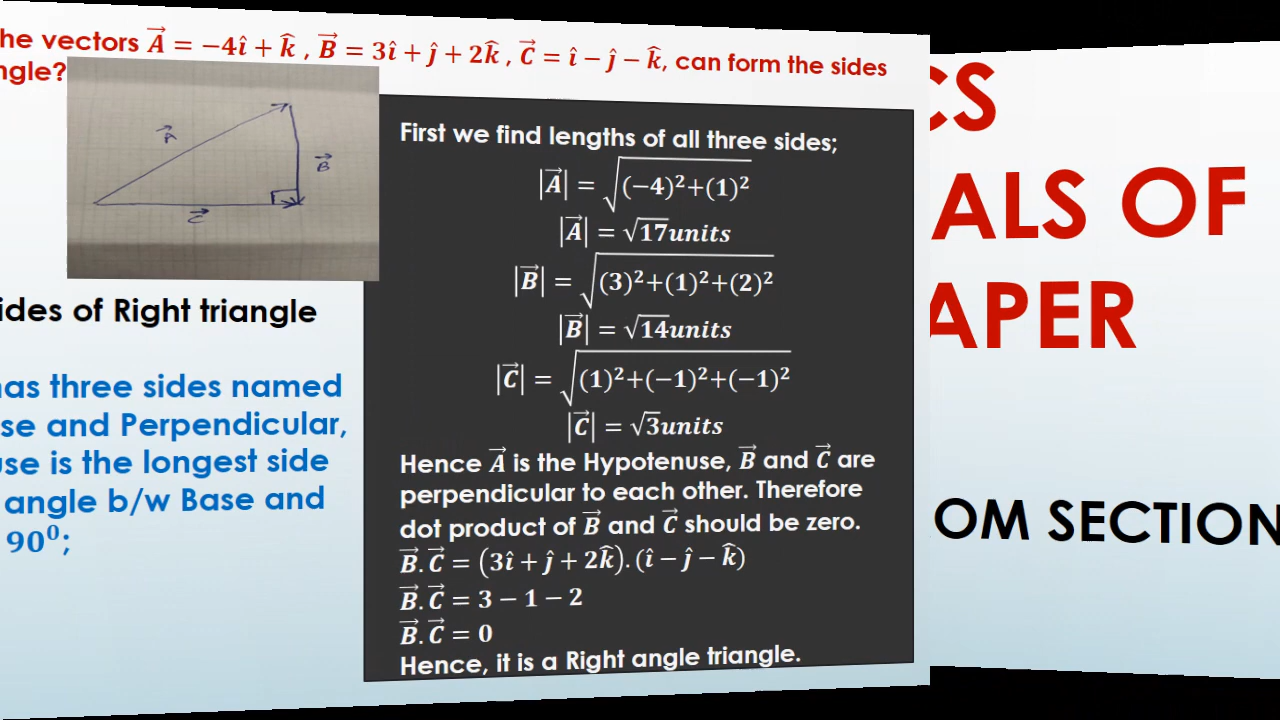 he vectors A⃗ = −4î + k̂ , B⃗ = 3î + ĵ + 2k̂ , C⃗ = î − ĵ − k̂, can form the sides
ngle?
A⃗
B⃗
C⃗
ides of Right triangle
has three sides named
se and Perpendicular,
use is the longest side
angle b/w Base and
90⁰;
First we find lengths of all three sides;
|A⃗| = √((−4)²+(1)²)
|A⃗| = √17units
|B⃗| = √((3)²+(1)²+(2)²)
|B⃗| = √14units
|C⃗| = √((1)²+(−1)²+(−1)²)
|C⃗| = √3units
Hence A⃗ is the Hypotenuse, B⃗ and C⃗ are
perpendicular to each other. Therefore
dot product of B⃗ and C⃗ should be zero.
B⃗. C⃗ = (3î + ĵ + 2k̂). (î − ĵ − k̂)
B⃗. C⃗ = 3 − 1 − 2
B⃗. C⃗ = 0
Hence, it is a Right angle triangle.
CS
ALS OF
APER
OM SECTION